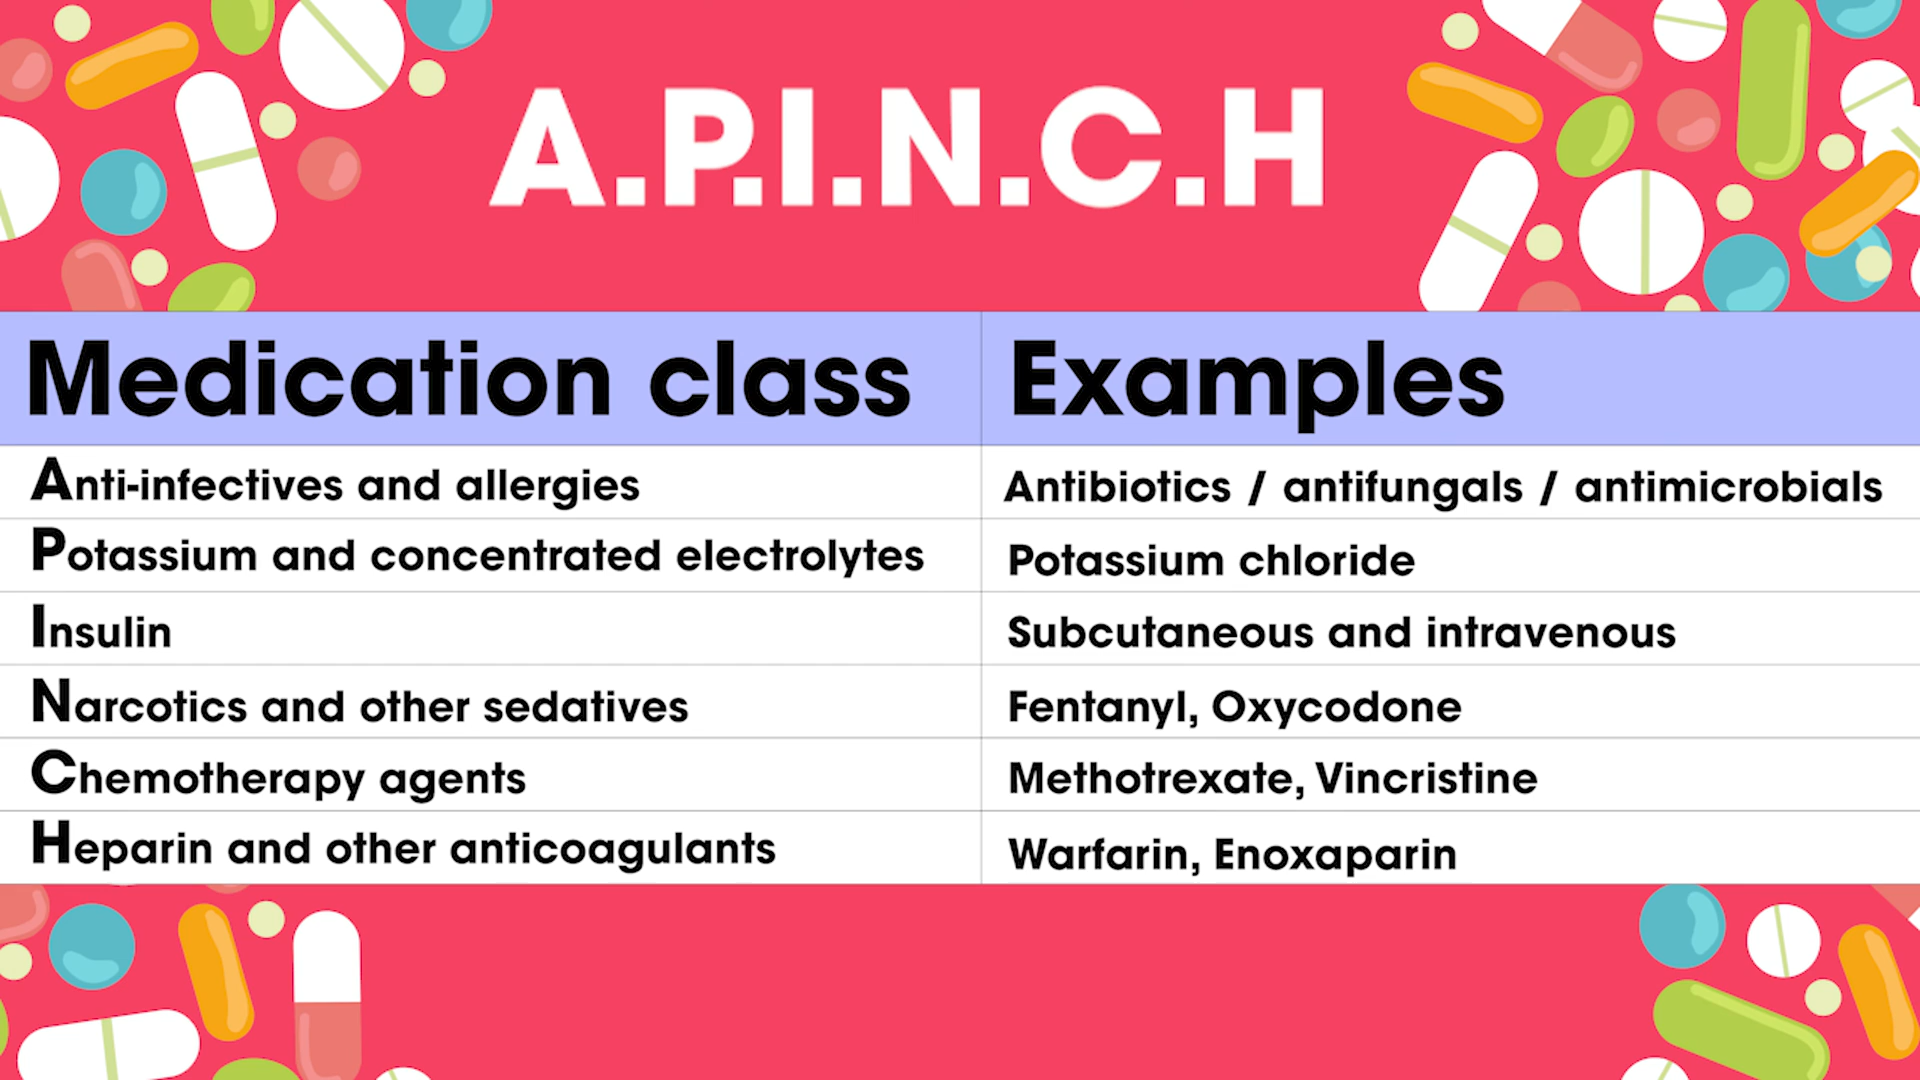 A.P.I.N.C.H
Medication class Examples
Anti-infectives and allergies Antibiotics / antifungals / antimicrobials
Potassium and concentrated electrolytes Potassium chloride
Insulin Subcutaneous and intravenous
Narcotics and other sedatives Fentanyl, Oxycodone
Chemotherapy agents Methotrexate, Vincristine
Heparin and other anticoagulants Warfarin, Enoxaparin